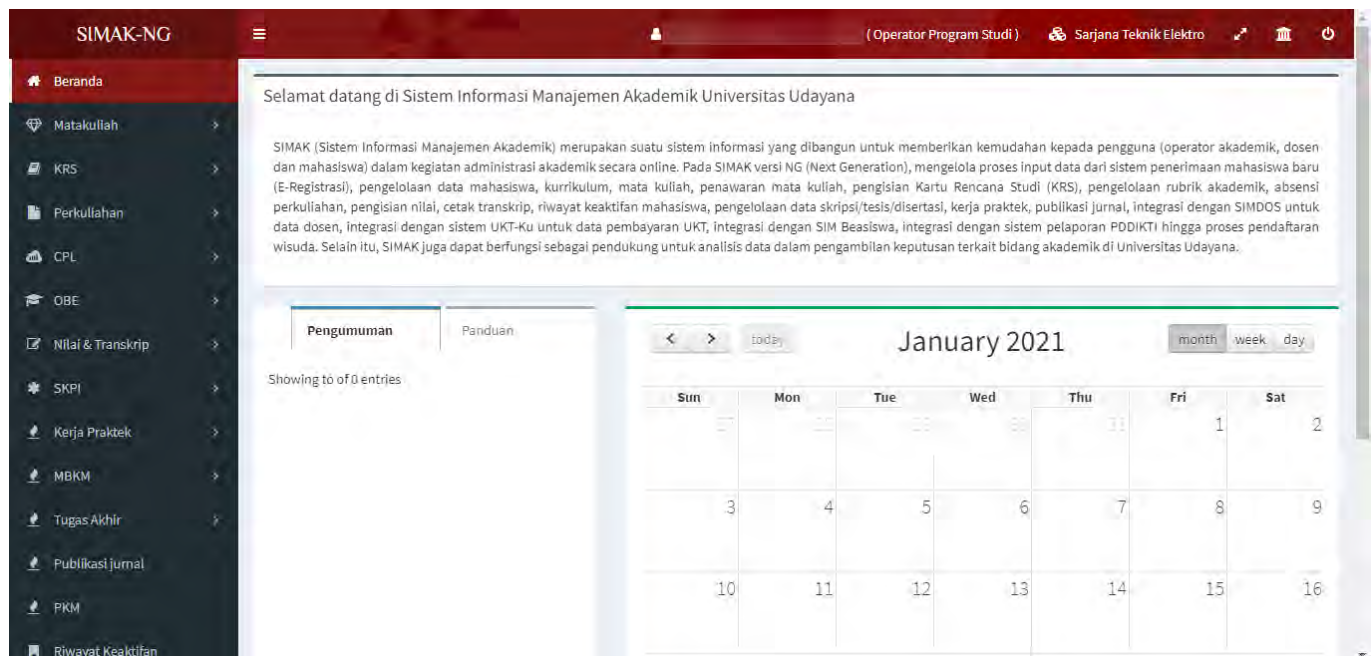 SIMAK-NG
( Operator Program Studi )
Sarjana Teknik Elektro
Beranda
Matakuliah
KRS
Perkuliahan
CPL
OBE
Nilai & Transkrip
SKPI
Kerja Praktek
MBKM
Tugas Akhir
Publikasi jurnal
PKM
Riwayat Keaktifan
Selamat datang di Sistem Informasi Manajemen Akademik Universitas Udayana
SIMAK (Sistem Informasi Manajemen Akademik) merupakan suatu sistem informasi yang dibangun untuk memberikan kemudahan kepada pengguna (operator akademik, dosen
dan mahasiswa) dalam kegiatan administrasi akademik secara online. Pada SIMAK versi NG (Next Generation), mengelola proses input data dari sistem penerimaan mahasiswa baru
(E-Registrasi), pengelolaan data mahasiswa, kurrikulum, mata kuliah, penawaran mata kuliah, pengisian Kartu Rencana Studi (KRS), pengelolaan rubrik akademik, absensi
perkuliahan, pengisian nilai, cetak transkrip, riwayat keaktifan mahasiswa, pengelolaan data skripsi/tesis/disertasi, kerja praktek, publikasi jurnal, integrasi dengan SIMDOS untuk
data dosen, integrasi dengan sistem UKT-Ku untuk data pembayaran UKT, integrasi dengan SIM Beasiswa, integrasi dengan sistem pelaporan PDDIKTI hingga proses pendaftaran
wisuda. Selain itu, SIMAK juga dapat berfungsi sebagai pendukung untuk analisis data dalam pengambilan keputusan terkait bidang akademik di Universitas Udayana.
Pengumuman Panduan
Showing to of 0 entries
today January 2021 month week day
Sun Mon Tue Wed Thu Fri Sat
1 2
3 4 5 6 7 8 9
10 11 12 13 14 15 16